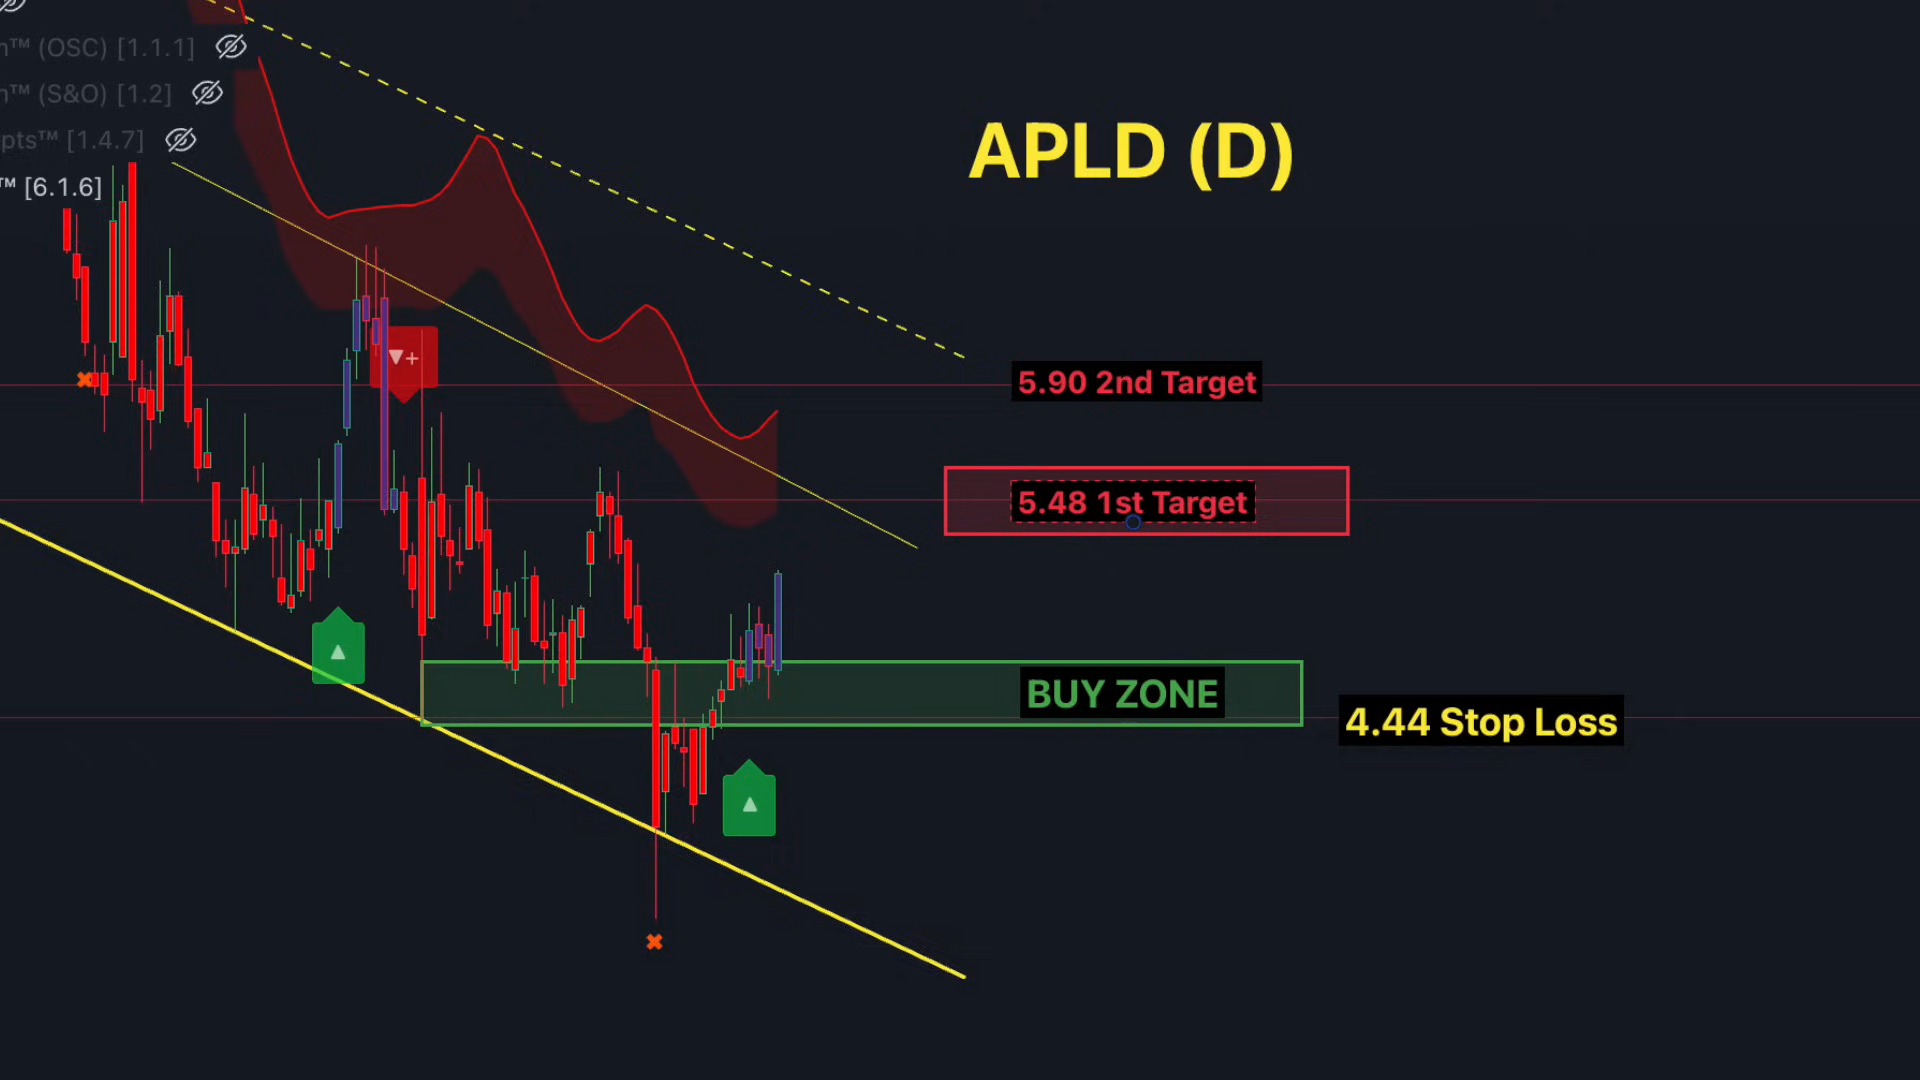 ™ (OSC) [1.1.1]
™ (S&O) [1.2]
pts™ [1.4.7]
™ [6.1.6]
APLD (D)
5.90 2nd Target
5.48 1st Target
BUY ZONE
4.44 Stop Loss